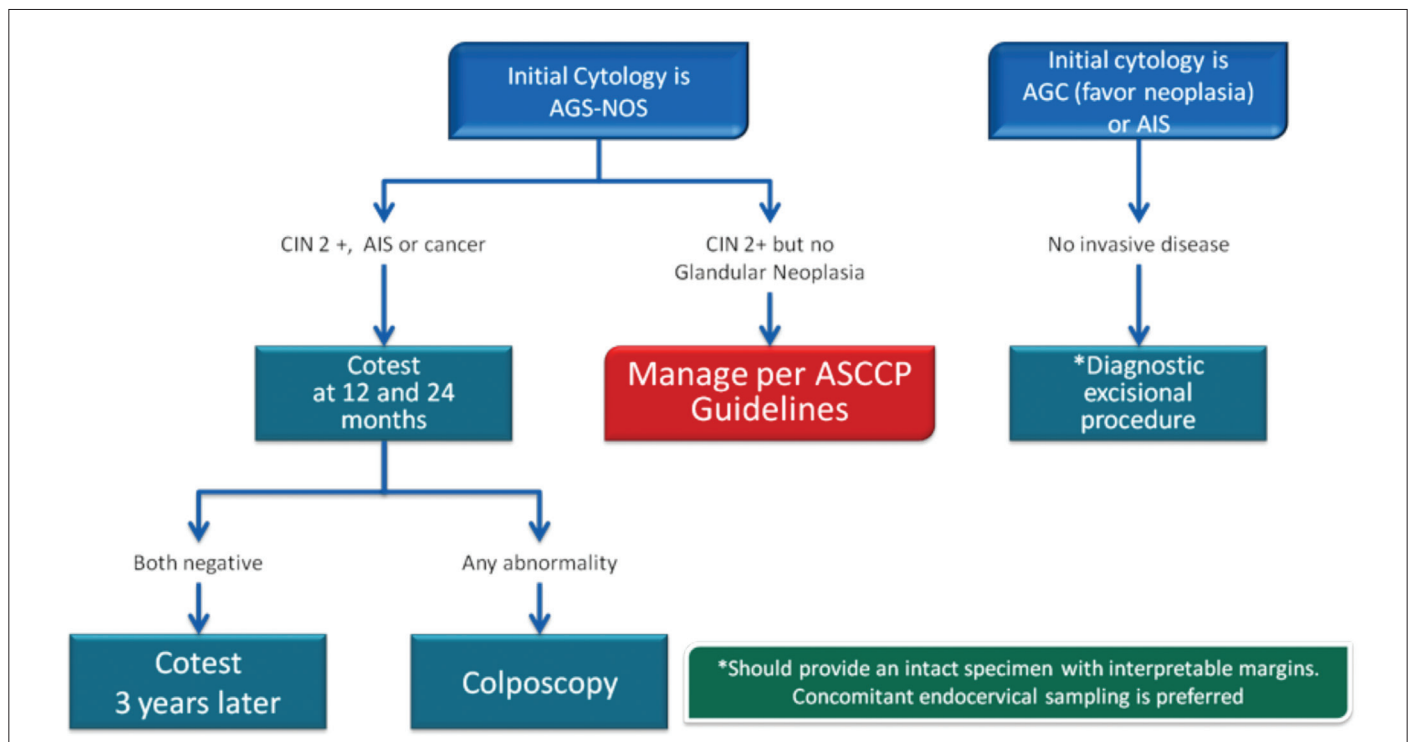 Initial Cytology is
AGS-NOS
Initial cytology is
AGC (favor neoplasia)
or AIS
CIN 2 +, AIS or cancer
CIN 2+ but no
Glandular Neoplasia
No invasive disease
Cotest
at 12 and 24
months
Manage per ASCCP
Guidelines
*Diagnostic
excisional
procedure
Both negative
Any abnormality
Cotest
3 years later
Colposcopy
*Should provide an intact specimen with interpretable margins.
Concomitant endocervical sampling is preferred